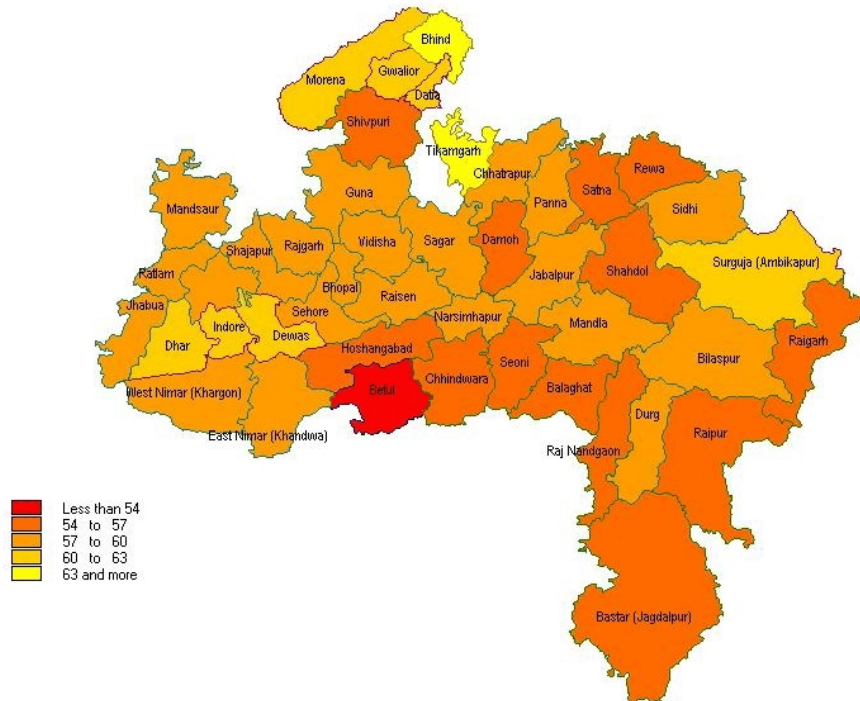 Bhind
Morena
Gwalior
Datia
Shivpuri
Tikamgarh
Chhatrapur
Rewa
Satna
Panna
Sidhi
Guna
Mandsaur
Damoh
Sagar
Vidisha
Rajgarh
Shajapur
Surguja (Ambikapur)
Shahdol
Jabalpur
Ratlam
Bhopal
Raisen
Jhabua
Sehore
Narsimhapur
Indore
Dewas
Mandla
Dhar
Raigarh
Hoshangabad
Bilaspur
Seoni
Betul
Chhindwara
Balaghat
West Nimar (Khargon)
Durg
East Nimar (Khandwa)
Raipur
Raj Nandgaon
Less than 54
54 to 57
57 to 60
60 to 63
63 and more
Bastar (Jagdalpur)